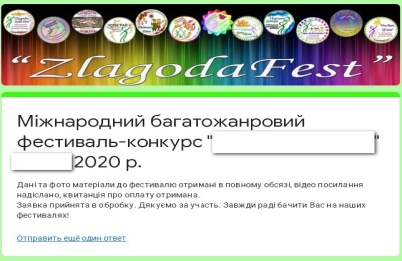 "ZlagodaFest"
Міжнародний багатожанровий
фестиваль-конкурс " "
2020 р.
Дані та фото матеріали до фестивалю отримані в повному обсязі, відео посилання
надіслано, квитанція про оплату отримана.
Заявка прийнята в обробку. Дякуємо за участь. Завжди раді бачити Вас на наших
фестивалях!
Отправить ещё один ответ